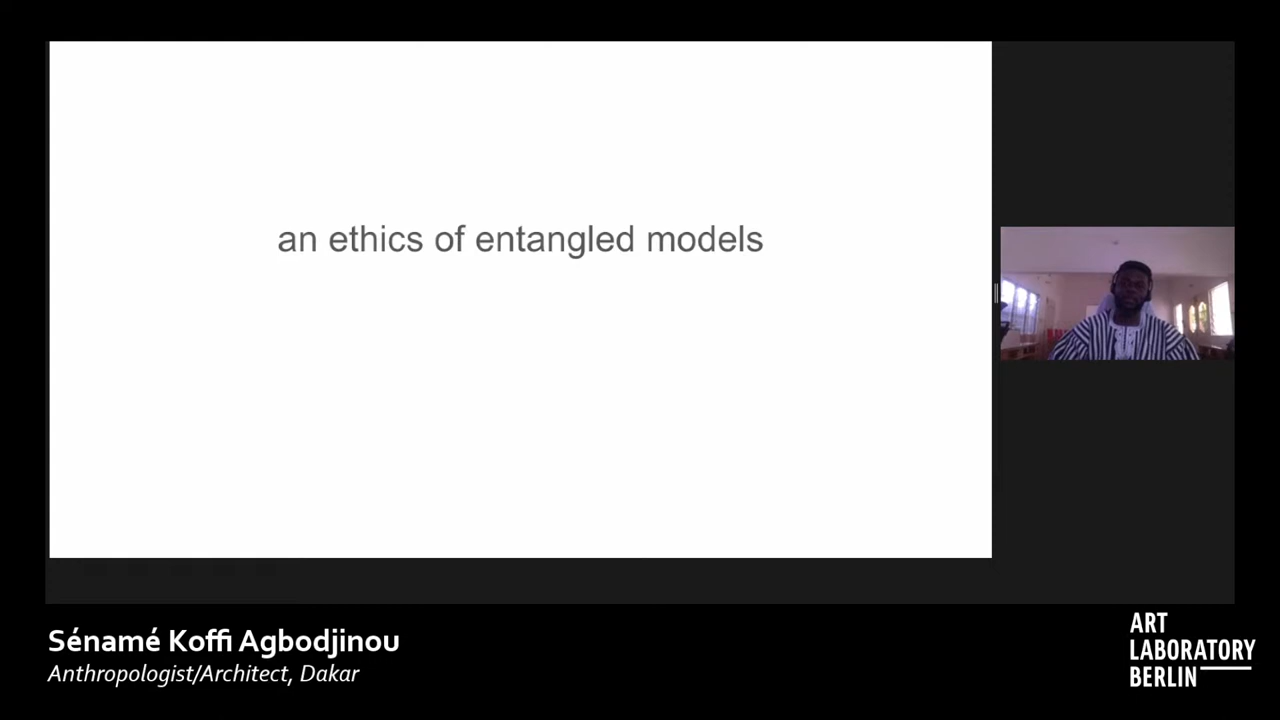 an ethics of entangled models
Sénamé Koffi Agbodjinou
Anthropologist/Architect, Dakar
ART
LABORATORY
BERLIN